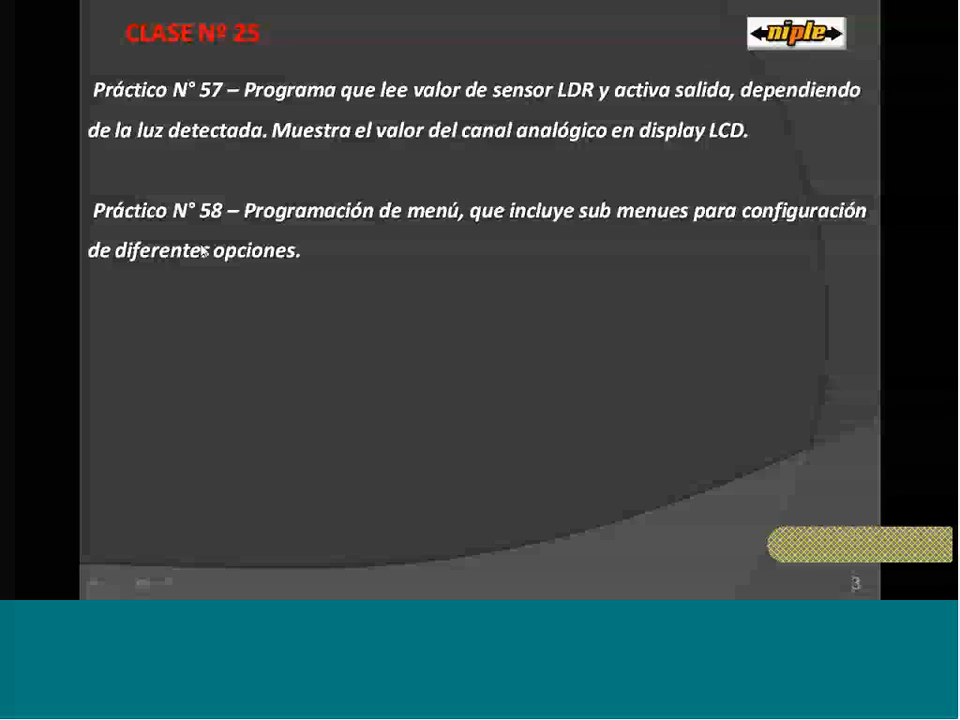 CLASE Nº 25
niple
Práctico N° 57 – Programa que lee valor de sensor LDR y activa salida, dependiendo
de la luz detectada. Muestra el valor del canal analógico en display LCD.
Práctico N° 58 – Programación de menú, que incluye sub menues para configuración
de diferentes opciones.
3